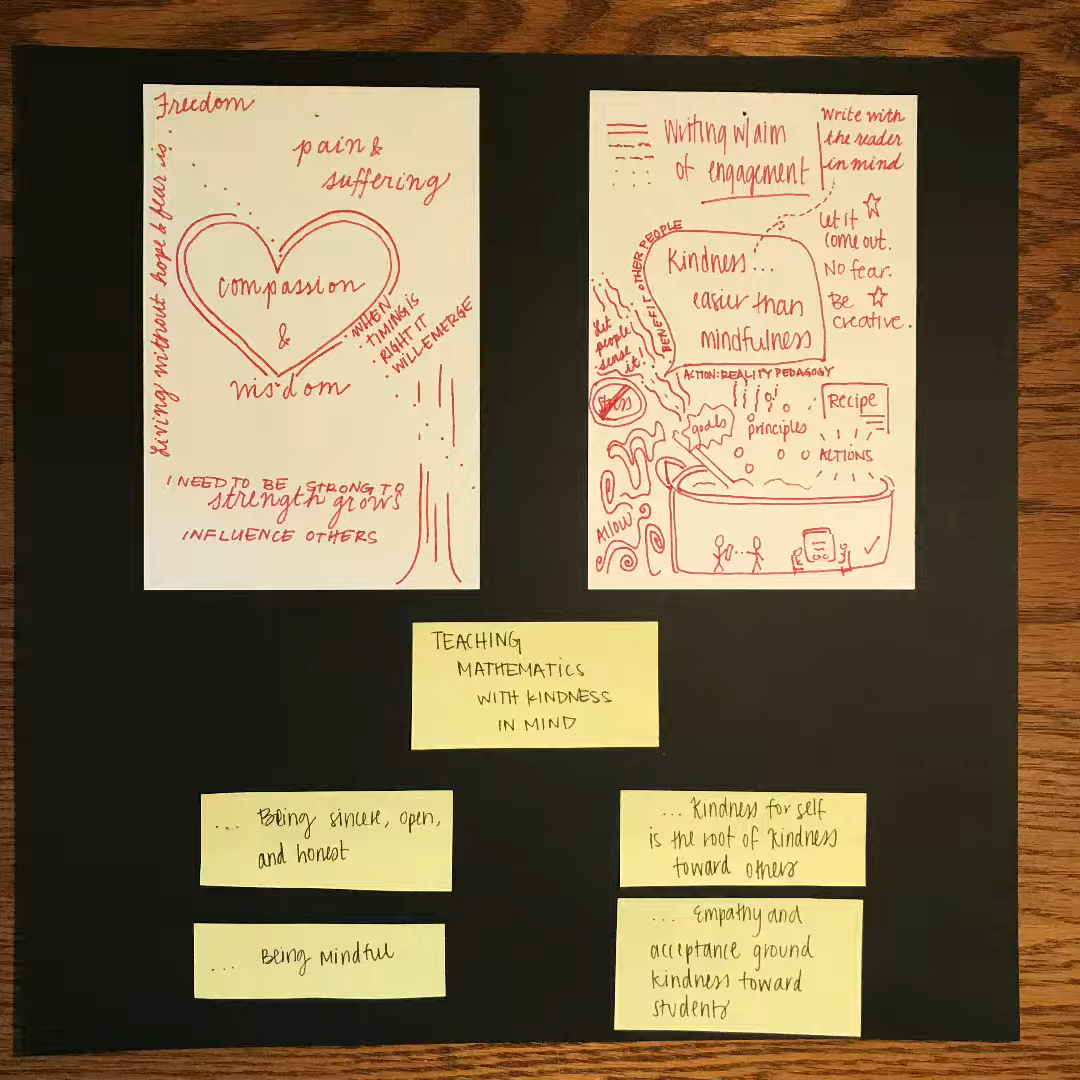 Freedom
Living without hope & fear is:
pain &
suffering
compassion
&
wisdom
• WHEN
• TIMING IS
• RIGHT IT
• WILL EMERGE
I NEED TO BE STRONG TO
strength grows
INFLUENCE OTHERS
Writing w/aim
of engagement
Write with
the reader
in mind
Let it
come out.
No fear.
Be
creative.
BENEFIT OTHER PEOPLE
Kindness...
easier than
mindfulness
ACTION: REALITY PEDAGOGY
Let
people
sense
it!
goals
principles
Recipe
ACTIONS
Allow
TEACHING
MATHEMATICS
WITH KINDNESS
IN MIND
... Being sincere, open,
and honest
... Being Mindful
... Kindness for self
is the root of kindness
toward others
... Empathy and
acceptance ground
kindness toward
students